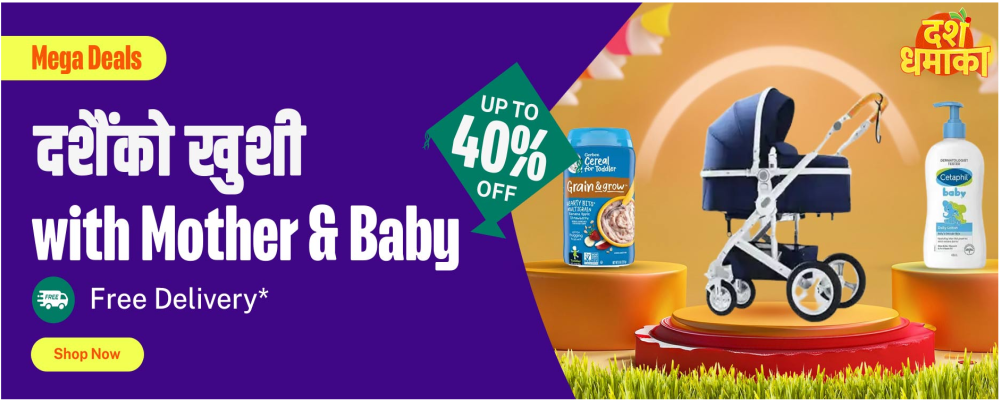 Mega Deals
दशैंको खुशी
with Mother & Baby
FREE
Free Delivery*
Shop Now
UP TO
40%
OFF
Gerber
Cereal
for Toddler
Grain & grow
HEARTY BITS
MULTIGRAIN
दशैं
धमाका
Cetaphil
baby